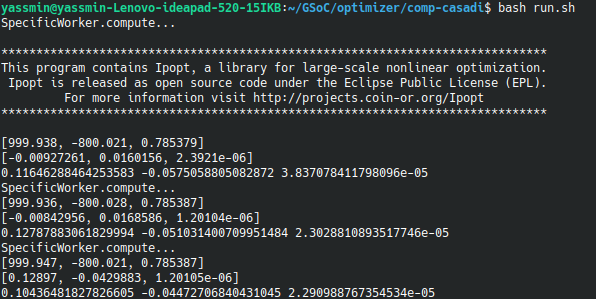 yassmin@yassmin-Lenovo-ideapad-520-15IKB:~/GSoC/optimizer/comp-casadi$ bash run.sh
SpecificWorker.compute...
******************************************************************************
This program contains Ipopt, a library for large-scale nonlinear optimization.
 Ipopt is released as open source code under the Eclipse Public License (EPL).
         For more information visit http://projects.coin-or.org/Ipopt
******************************************************************************
[999.938, -800.021, 0.785379]
[-0.00927261, 0.0160156, 2.3921e-06]
0.11646288464253583 -0.0575058805082872 3.837078411798096e-05
SpecificWorker.compute...
[999.936, -800.028, 0.785387]
[-0.00842956, 0.0168586, 1.20104e-06]
0.12787883061829994 -0.051031400709951484 2.3028810893517746e-05
SpecificWorker.compute...
[999.947, -800.021, 0.785387]
[0.12897, -0.0429883, 1.20105e-06]
0.10436481827826605 -0.04472706840431045 2.290988767354534e-05